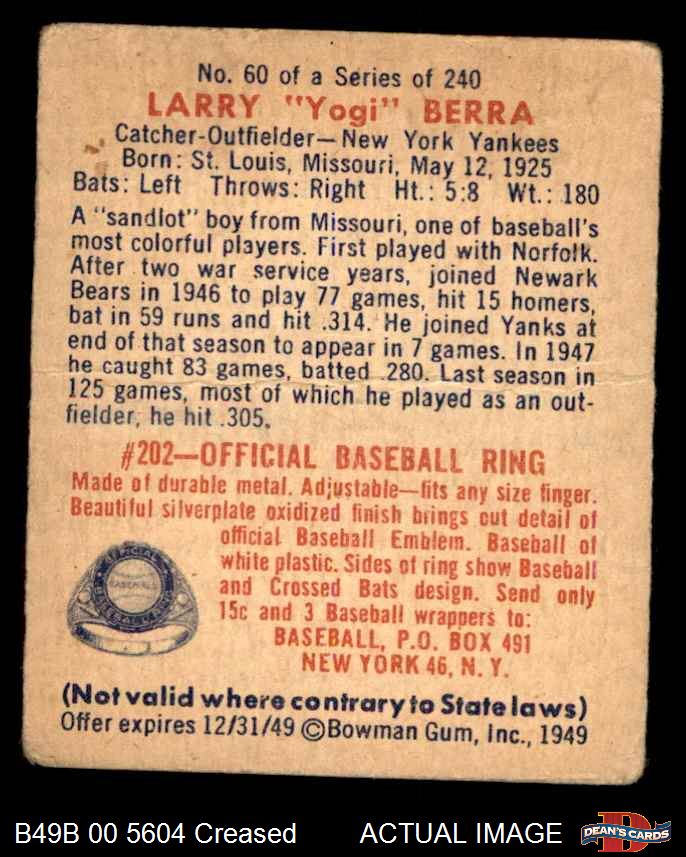 No. 60 of a Series of 240
LARRY "Yogi" BERRA
Catcher-Outfielder—New York Yankees
Born: St. Louis, Missouri, May 12, 1925
Bats: Left Throws: Right Ht.: 5:8 Wt.: 180
A "sandlot" boy from Missouri, one of baseball's
most colorful players. First played with Norfolk.
After two war service years, joined Newark
Bears in 1946 to play 77 games, hit 15 homers,
bat in 59 runs and hit .314. He joined Yanks at
end of that season to appear in 7 games. In 1947
he caught 83 games, batted .280. Last season in
125 games, most of which he played as an out-
fielder, he hit .305.
#202—OFFICIAL BASEBALL RING
Made of durable metal. Adjustable—fits any size finger.
Beautiful silverplate oxidized finish brings out detail of
official Baseball Emblem. Baseball of
white plastic. Sides of ring show Baseball
and Crossed Bats design. Send only
15c and 3 Baseball wrappers to:
BASEBALL, P.O. BOX 491
NEW YORK 46, N. Y.
OFFICIAL
BASEBALL
(Not valid where contrary to State laws)
Offer expires 12/31/49 ©Bowman Gum, Inc., 1949
B49B 00 5604 Creased ACTUAL IMAGE
D
DEAN'S CARDS